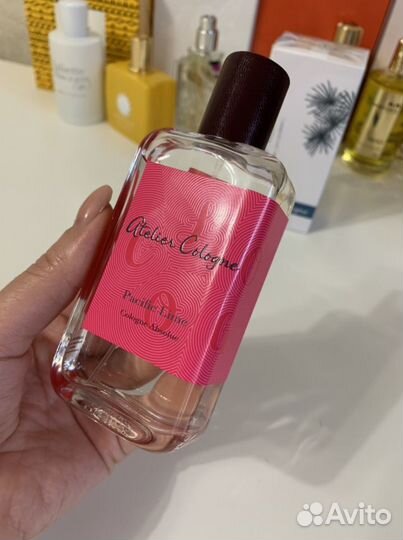 Atelier Cologne
Pacific Lime
Cologne Absolue
Avito